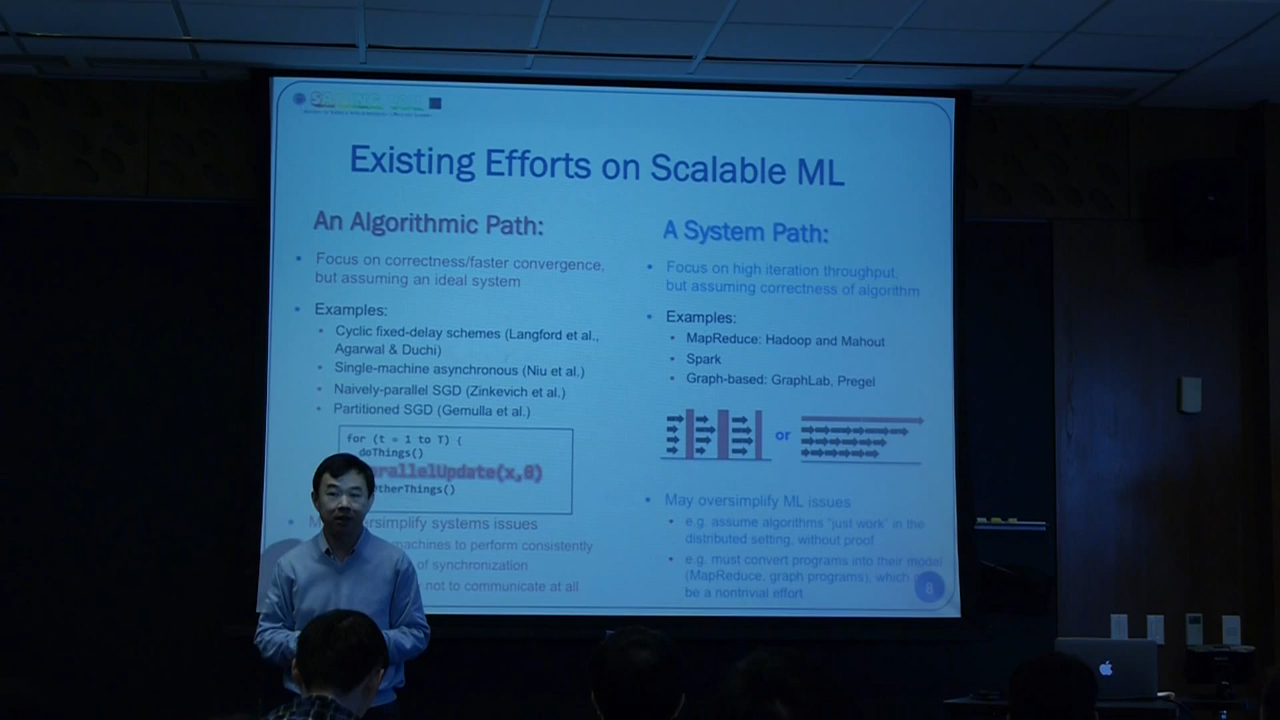 Existing Efforts on Scalable ML
An Algorithmic Path:
• Focus on correctness/faster convergence,
but assuming an ideal system
• Examples:
• Cyclic fixed-delay schemes (Langford et al.,
Agarwal & Duchi)
• Single-machine asynchronous (Niu et al.)
• Naively-parallel SGD (Zinkevich et al.)
• Partitioned SGD (Gemulla et al.)
for (t = 1 to T) {
doThings()
rallelUpdate(x,θ)
therThings()
ersimplify systems issues
machines to perform consistently
of synchronization
not to communicate at all
A System Path:
• Focus on high iteration throughput,
but assuming correctness of algorithm
• Examples:
• MapReduce: Hadoop and Mahout
• Spark
• Graph-based: GraphLab, Pregel
or
• May oversimplify ML issues
• e.g. assume algorithms "just work" in the
distributed setting, without proof
• e.g. must convert programs into their model
(MapReduce, graph programs), which
be a nontrivial effort
8